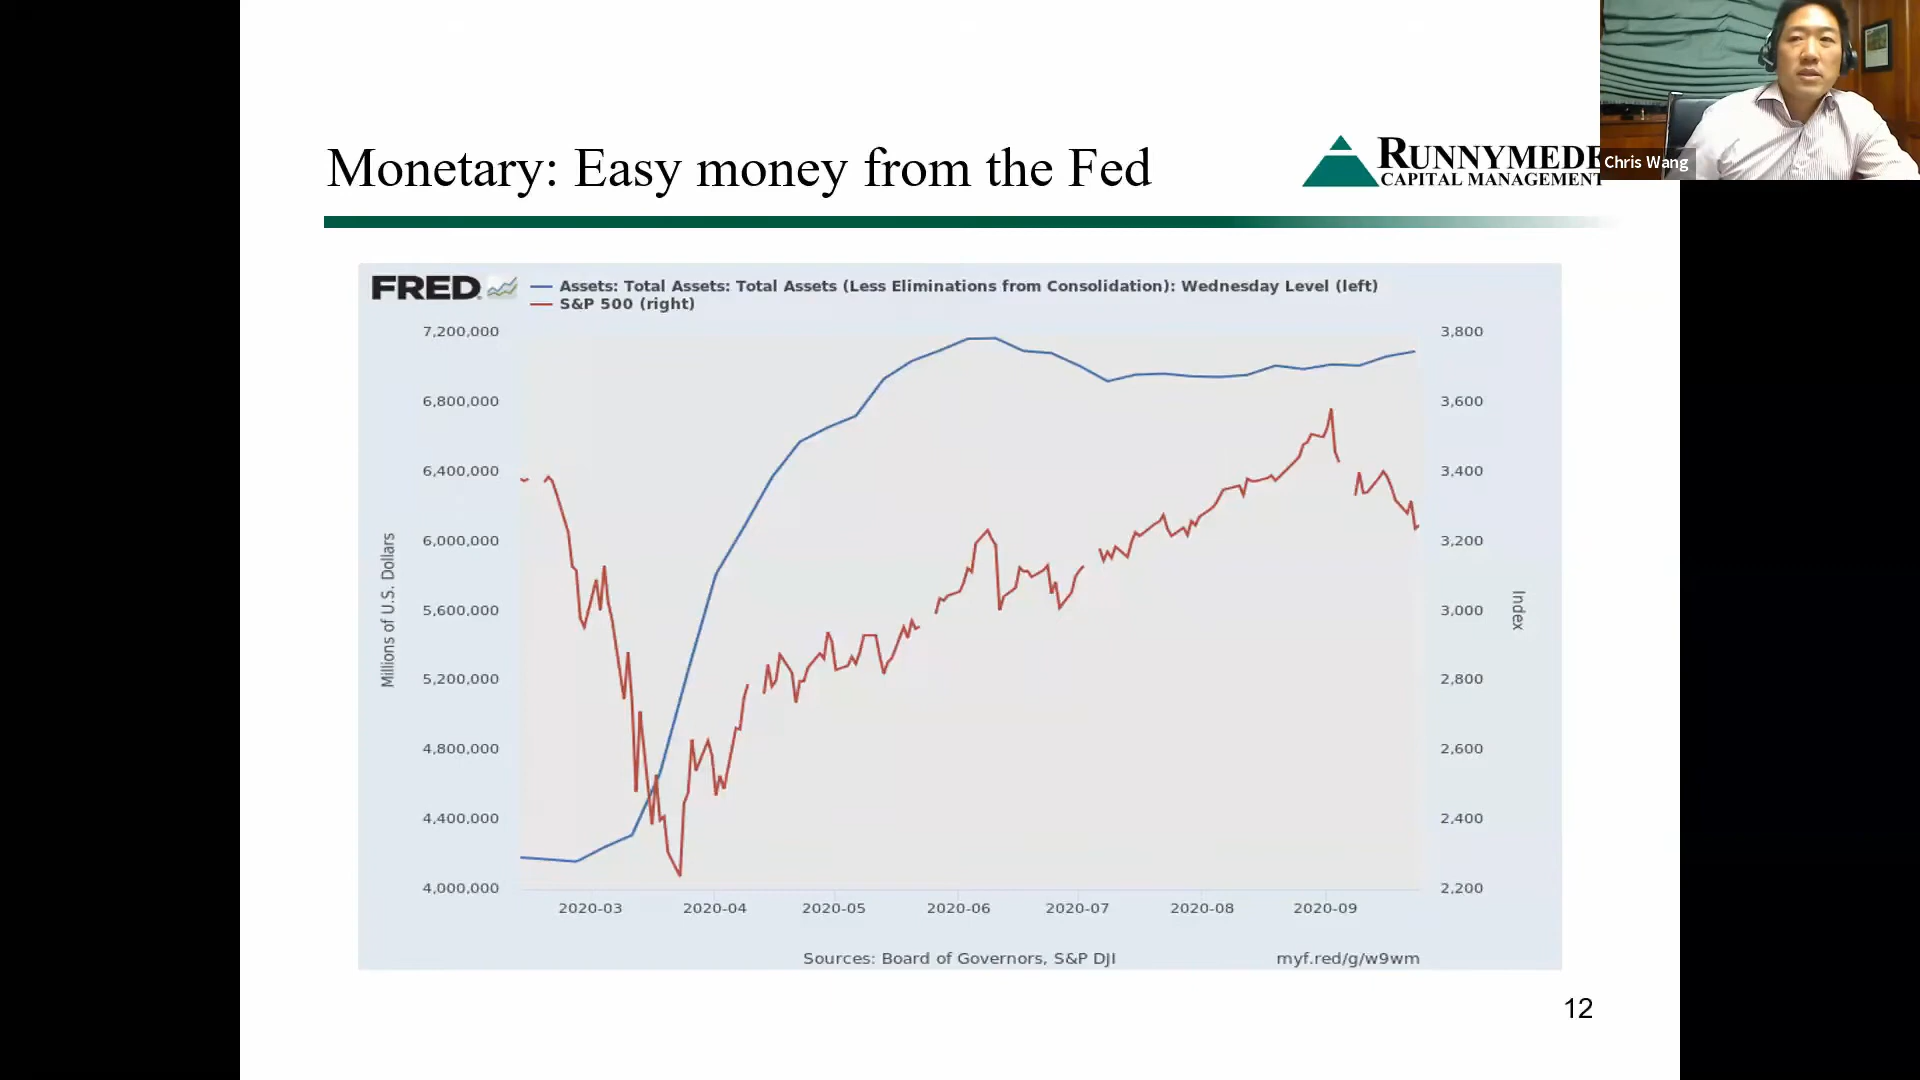 Monetary: Easy money from the Fed
RUNNYMEDE
CAPITAL MANAGEMENT
Chris Wang
FRED
Assets: Total Assets: Total Assets (Less Eliminations from Consolidation): Wednesday Level (left)
S&P 500 (right)
7,200,000
6,800,000
6,400,000
6,000,000
5,600,000
5,200,000
4,800,000
4,400,000
4,000,000
Millions of U.S. Dollars
3,800
3,600
3,400
3,200
3,000
2,800
2,600
2,400
2,200
Index
2020-03 2020-04 2020-05 2020-06 2020-07 2020-08 2020-09
Sources: Board of Governors, S&P DJI
myf.red/g/w9wm
12